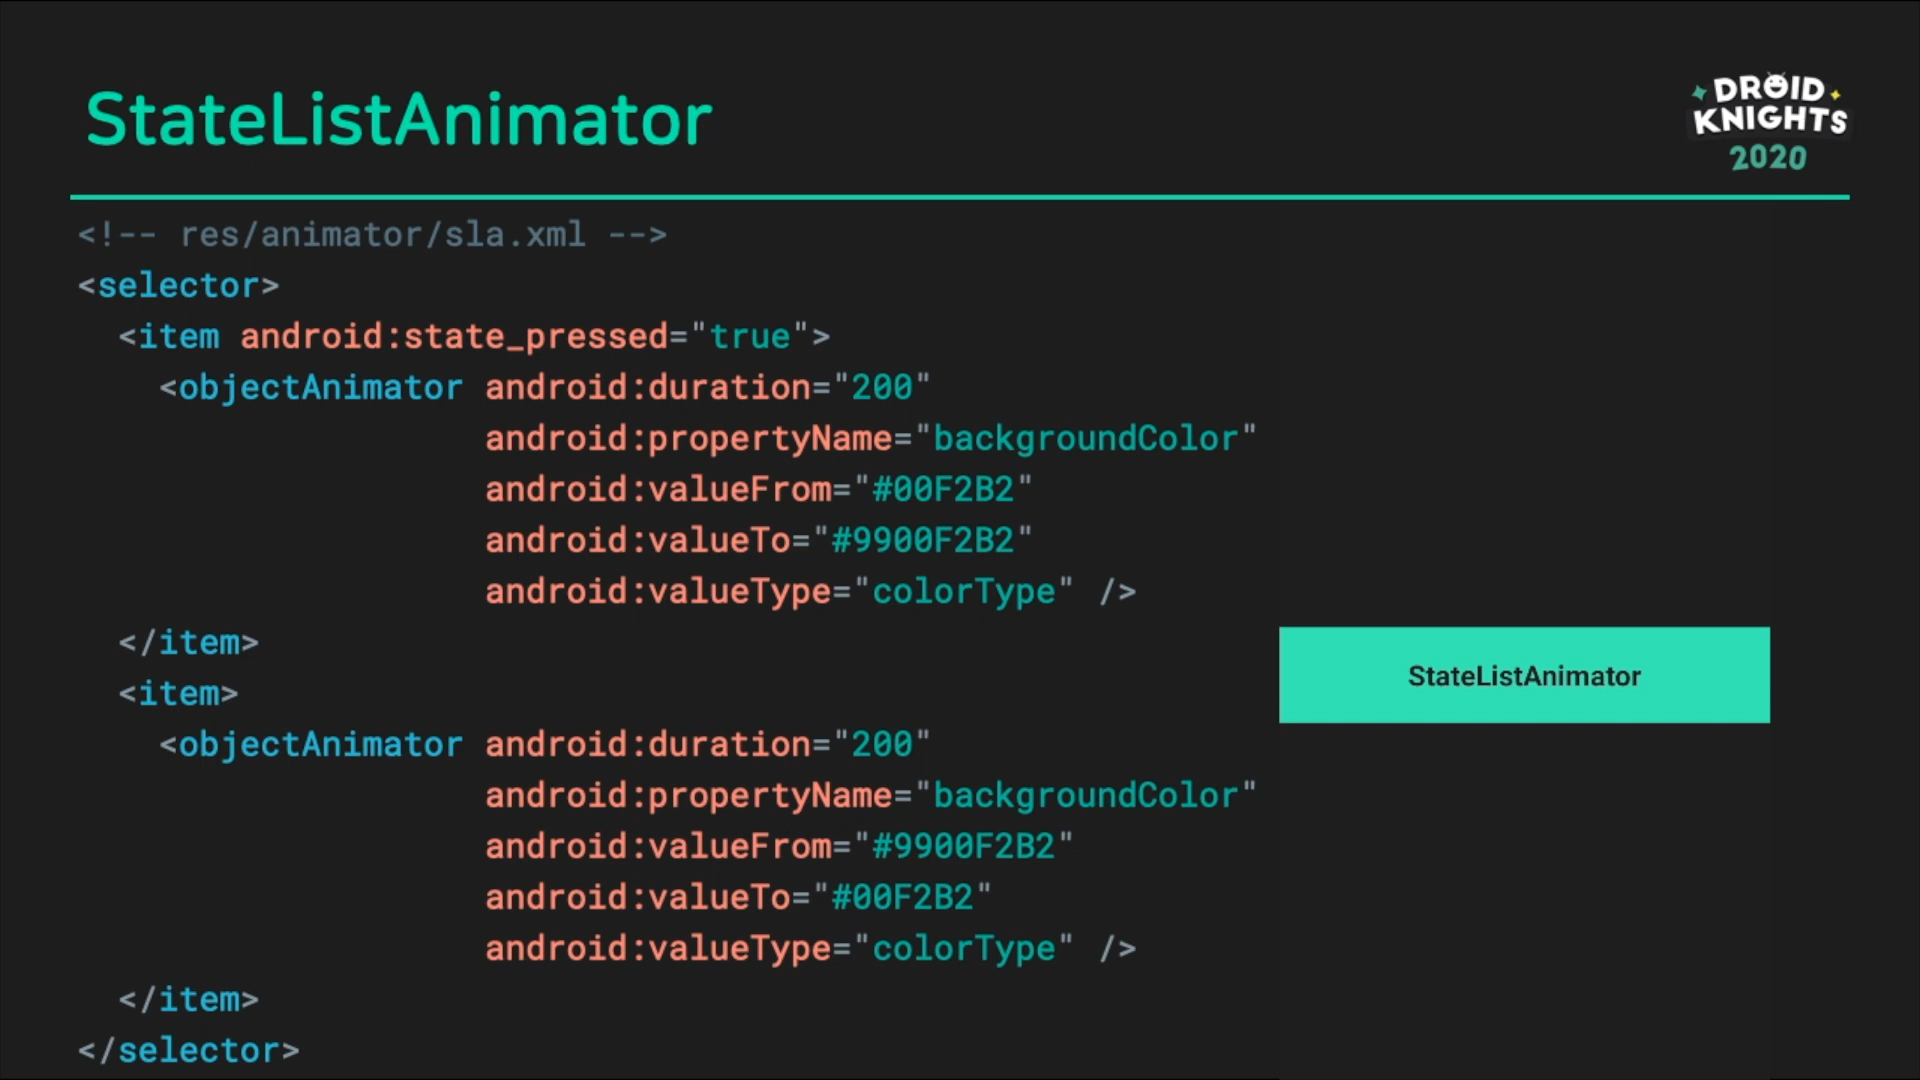 StateListAnimator
DROID
KNIGHTS
2020
<!-- res/animator/sla.xml -->
<selector>
  <item android:state_pressed="true">
    <objectAnimator android:duration="200"
                    android:propertyName="backgroundColor"
                    android:valueFrom="#00F2B2"
                    android:valueTo="#9900F2B2"
                    android:valueType="colorType" />
  </item>
  <item>
    <objectAnimator android:duration="200"
                    android:propertyName="backgroundColor"
                    android:valueFrom="#9900F2B2"
                    android:valueTo="#00F2B2"
                    android:valueType="colorType" />
  </item>
</selector>
StateListAnimator